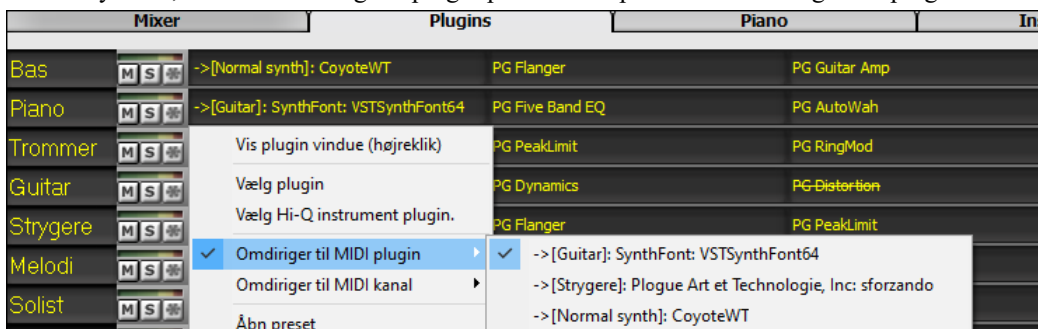 Mixer Plugins Piano
Bas M S ->[Normal synth]: CoyoteWT PG Flanger PG Guitar Amp
Piano M S ->[Guitar]: SynthFont: VSTSynthFont64 PG Five Band EQ PG AutoWah
Trommer M S Vis plugin vindue (højreklik) PG PeakLimit PG RingMod
Guitar M S Vælg plugin PG Dynamics PG Distortion
Vælg Hi-Q instrument plugin.
Strygere M S PG Flanger PG PeakLimit
Melodi M S Omdiriger til MIDI plugin ->[Guitar]: SynthFont: VSTSynthFont64
Omdiriger til MIDI kanal ->[Strygere]: Plogue Art et Technologie, Inc: sforzando
Solist M S Åbn preset ->[Normal synth]: CoyoteWT